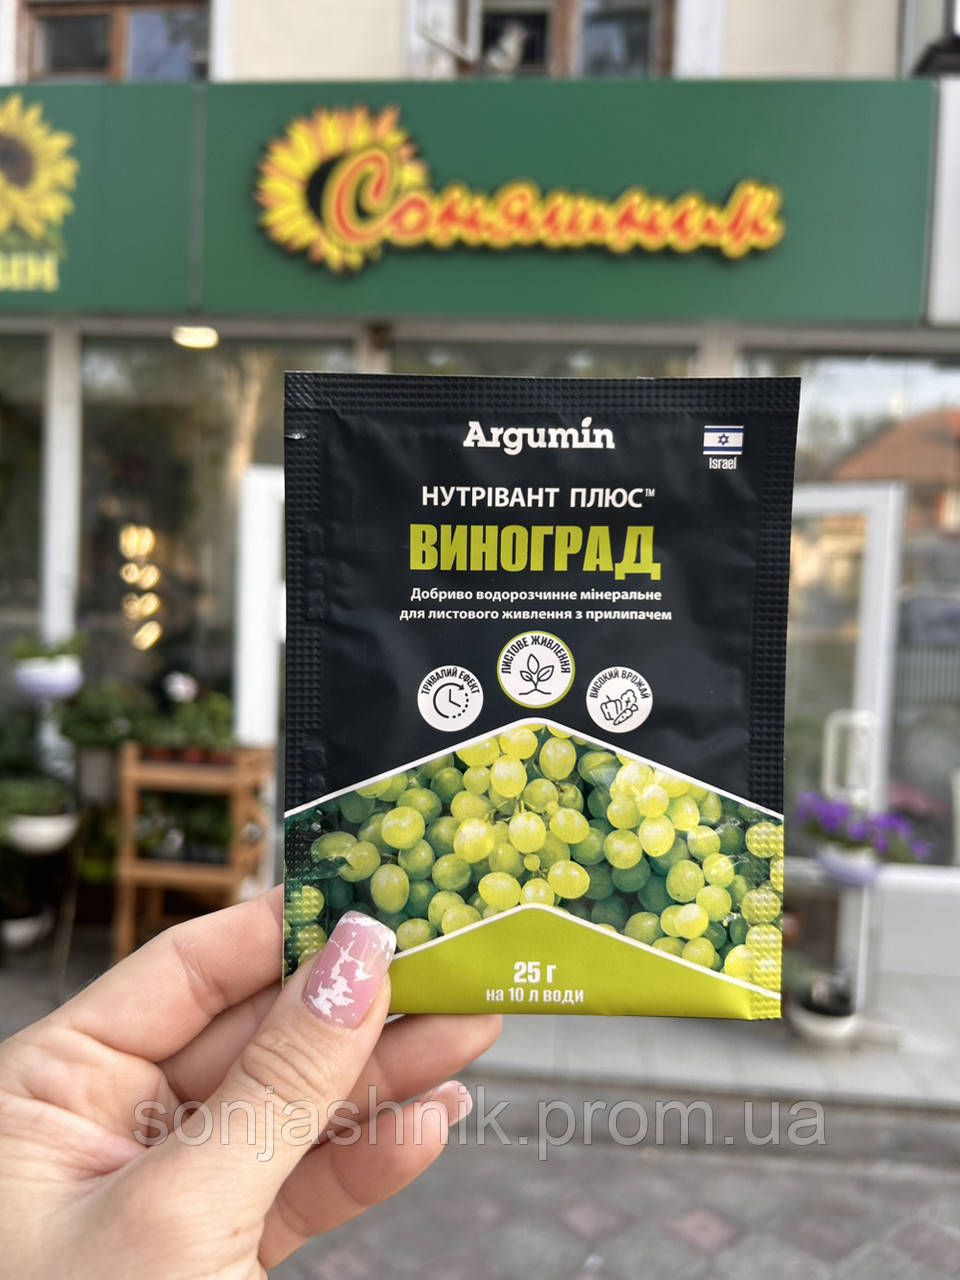 Соняшник
Argumin
Israel
НУТРІВАНТ ПЛЮС™
ВИНОГРАД
Добриво водорозчинне мінеральне
для листового живлення з прилипачем
ТРИВАЛИЙ ЕФЕКТ
ЛИСТОВЕ ЖИВЛЕННЯ
ВИСОКИЙ ВРОЖАЙ
25 г
на 10 л води
sonjashnik.prom.ua